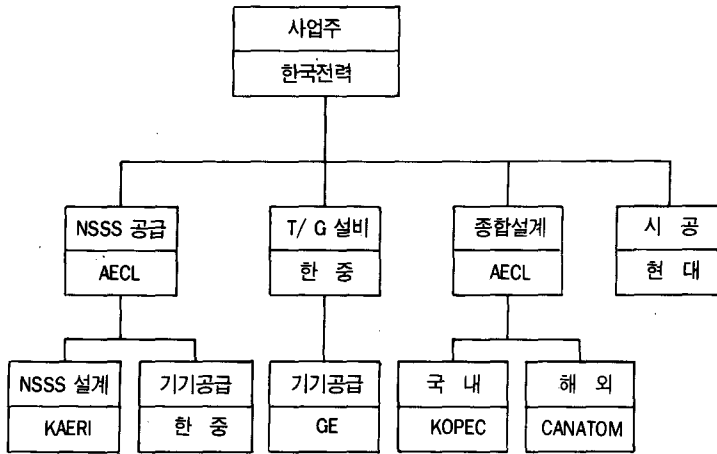 사업주
한국전력
NSSS 공급
AECL
T/ G 설비
한 중
종합설계
AECL
시 공
현 대
NSSS 설계
KAERI
기기공급
한 중
기기공급
GE
국 내
KOPEC
해 외
CANATOM